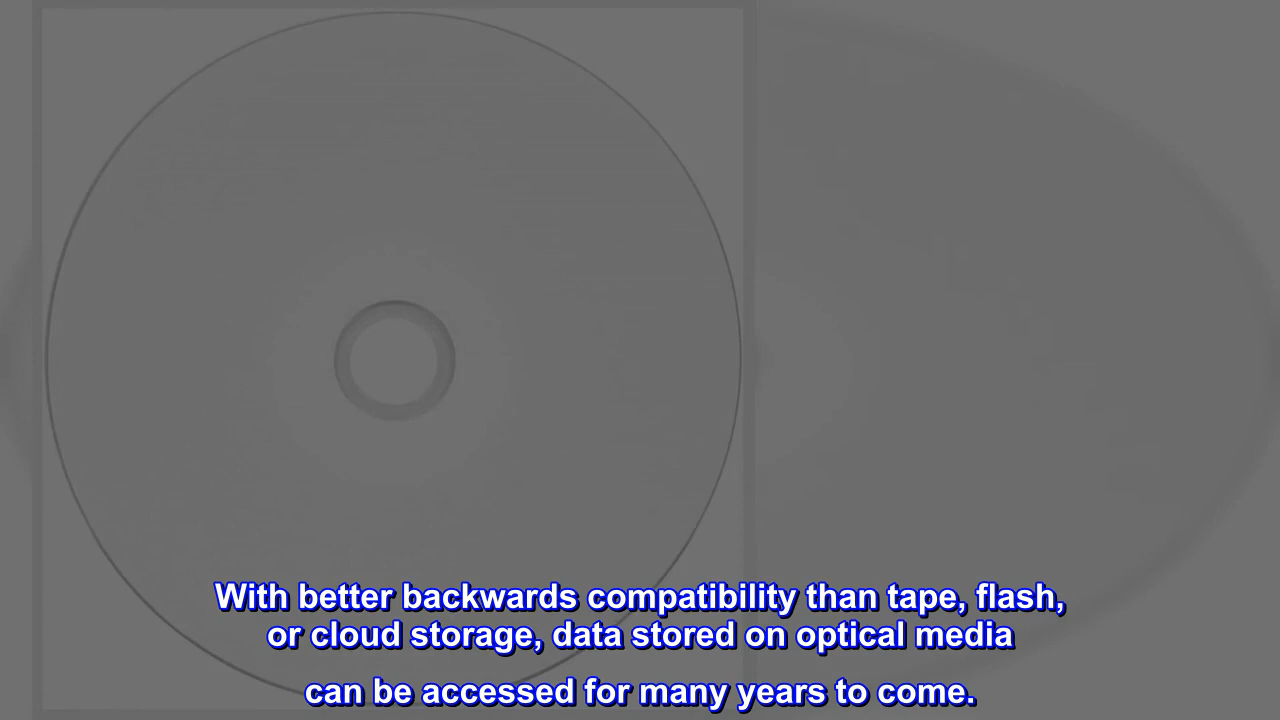 With better backwards compatibility than tape, flash,
or cloud storage, data stored on optical media
can be accessed for many years to come.